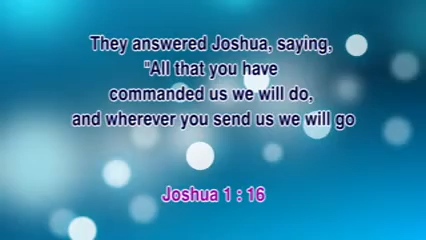 They answered Joshua, saying,
"All that you have
commanded us we will do,
and wherever you send us we will go
Joshua 1 : 16